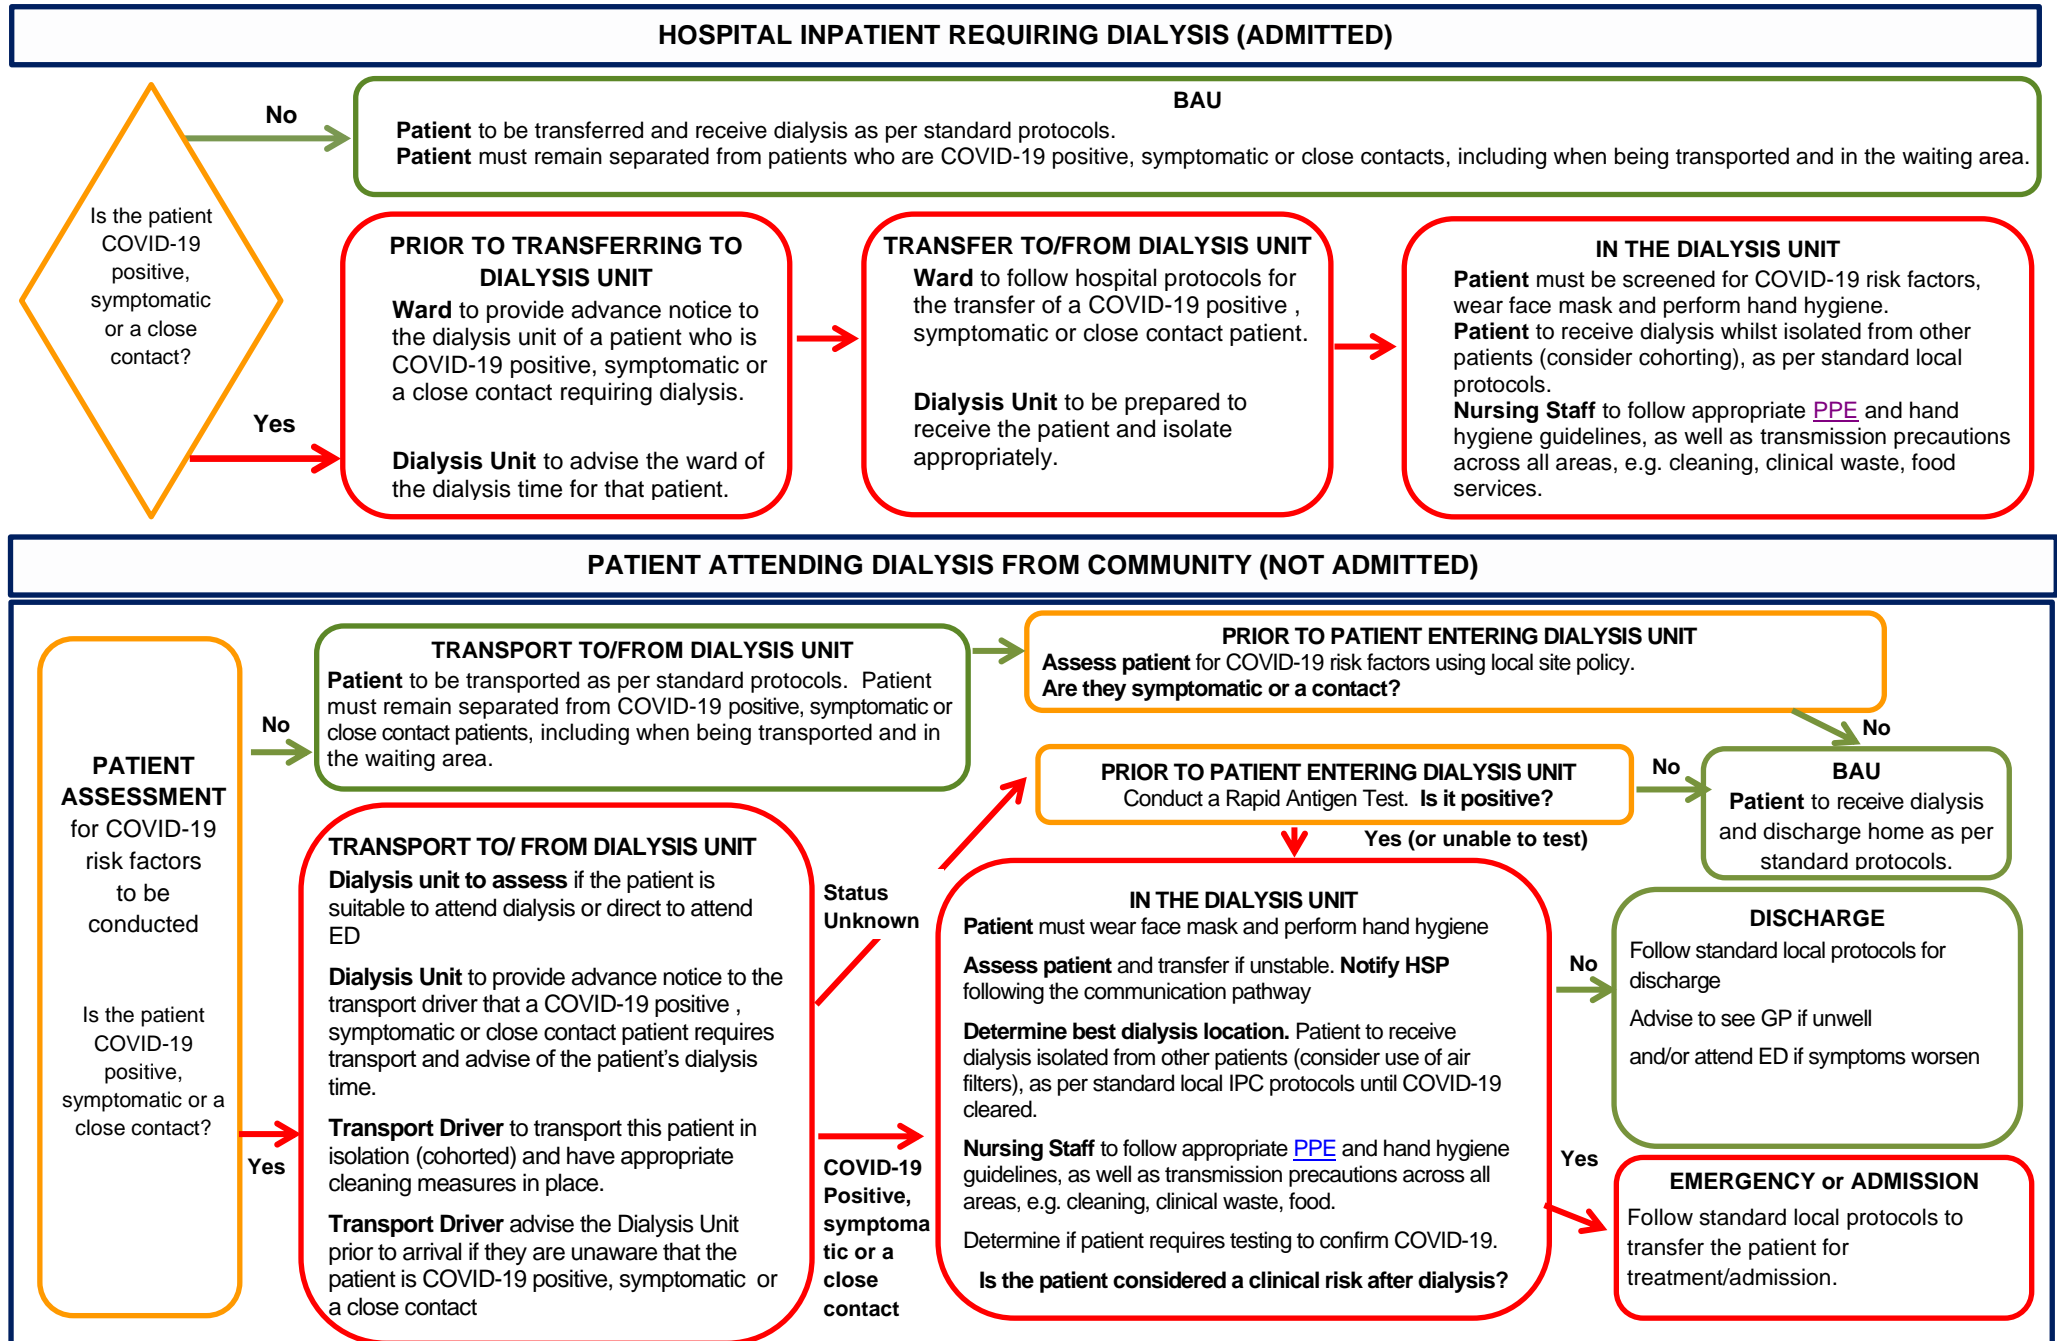 HOSPITAL INPATIENT REQUIRING DIALYSIS (ADMITTED)
Is the patient
COVID-19
positive,
symptomatic
or a close
contact?
No
BAU
Patient to be transferred and receive dialysis as per standard protocols.
Patient must remain separated from patients who are COVID-19 positive, symptomatic or close contacts, including when being transported and in the waiting area.
Yes
PRIOR TO TRANSFERRING TO
DIALYSIS UNIT
Ward to provide advance notice to
the dialysis unit of a patient who is
COVID-19 positive, symptomatic or
a close contact requiring dialysis.
Dialysis Unit to advise the ward of
the dialysis time for that patient.
TRANSFER TO/FROM DIALYSIS UNIT
Ward to follow hospital protocols for
the transfer of a COVID-19 positive ,
symptomatic or close contact patient.
Dialysis Unit to be prepared to
receive the patient and isolate
appropriately.
IN THE DIALYSIS UNIT
Patient must be screened for COVID-19 risk factors,
wear face mask and perform hand hygiene.
Patient to receive dialysis whilst isolated from other
patients (consider cohorting), as per standard local
protocols.
Nursing Staff to follow appropriate PPE and hand
hygiene guidelines, as well as transmission precautions
across all areas, e.g. cleaning, clinical waste, food
services.
PATIENT ATTENDING DIALYSIS FROM COMMUNITY (NOT ADMITTED)
PATIENT
ASSESSMENT
for COVID-19
risk factors
to be
conducted
Is the patient
COVID-19
positive,
symptomatic or a
close contact?
No
TRANSPORT TO/FROM DIALYSIS UNIT
Patient to be transported as per standard protocols. Patient
must remain separated from COVID-19 positive, symptomatic or
close contact patients, including when being transported and in
the waiting area.
PRIOR TO PATIENT ENTERING DIALYSIS UNIT
Assess patient for COVID-19 risk factors using local site policy.
Are they symptomatic or a contact?
No
Yes
TRANSPORT TO/ FROM DIALYSIS UNIT
Dialysis unit to assess if the patient is
suitable to attend dialysis or direct to attend
ED
Dialysis Unit to provide advance notice to the
transport driver that a COVID-19 positive ,
symptomatic or close contact patient requires
transport and advise of the patient's dialysis
time.
Transport Driver to transport this patient in
isolation (cohorted) and have appropriate
cleaning measures in place.
Transport Driver advise the Dialysis Unit
prior to arrival if they are unaware that the
patient is COVID-19 positive, symptomatic or
a close contact
Status
Unknown
PRIOR TO PATIENT ENTERING DIALYSIS UNIT
Conduct a Rapid Antigen Test. Is it positive?
No
BAU
Patient to receive dialysis
and discharge home as per
standard protocols.
Yes (or unable to test)
COVID-19
Positive,
symptoma
tic or a
close
contact
IN THE DIALYSIS UNIT
Patient must wear face mask and perform hand hygiene
Assess patient and transfer if unstable. Notify HSP
following the communication pathway
Determine best dialysis location. Patient to receive
dialysis isolated from other patients (consider use of air
filters), as per standard local IPC protocols until COVID-19
cleared.
Nursing Staff to follow appropriate PPE and hand hygiene
guidelines, as well as transmission precautions across all
areas, e.g. cleaning, clinical waste, food.
Determine if patient requires testing to confirm COVID-19.
Is the patient considered a clinical risk after dialysis?
No
DISCHARGE
Follow standard local protocols for
discharge
Advise to see GP if unwell
and/or attend ED if symptoms worsen
Yes
EMERGENCY or ADMISSION
Follow standard local protocols to
transfer the patient for
treatment/admission.